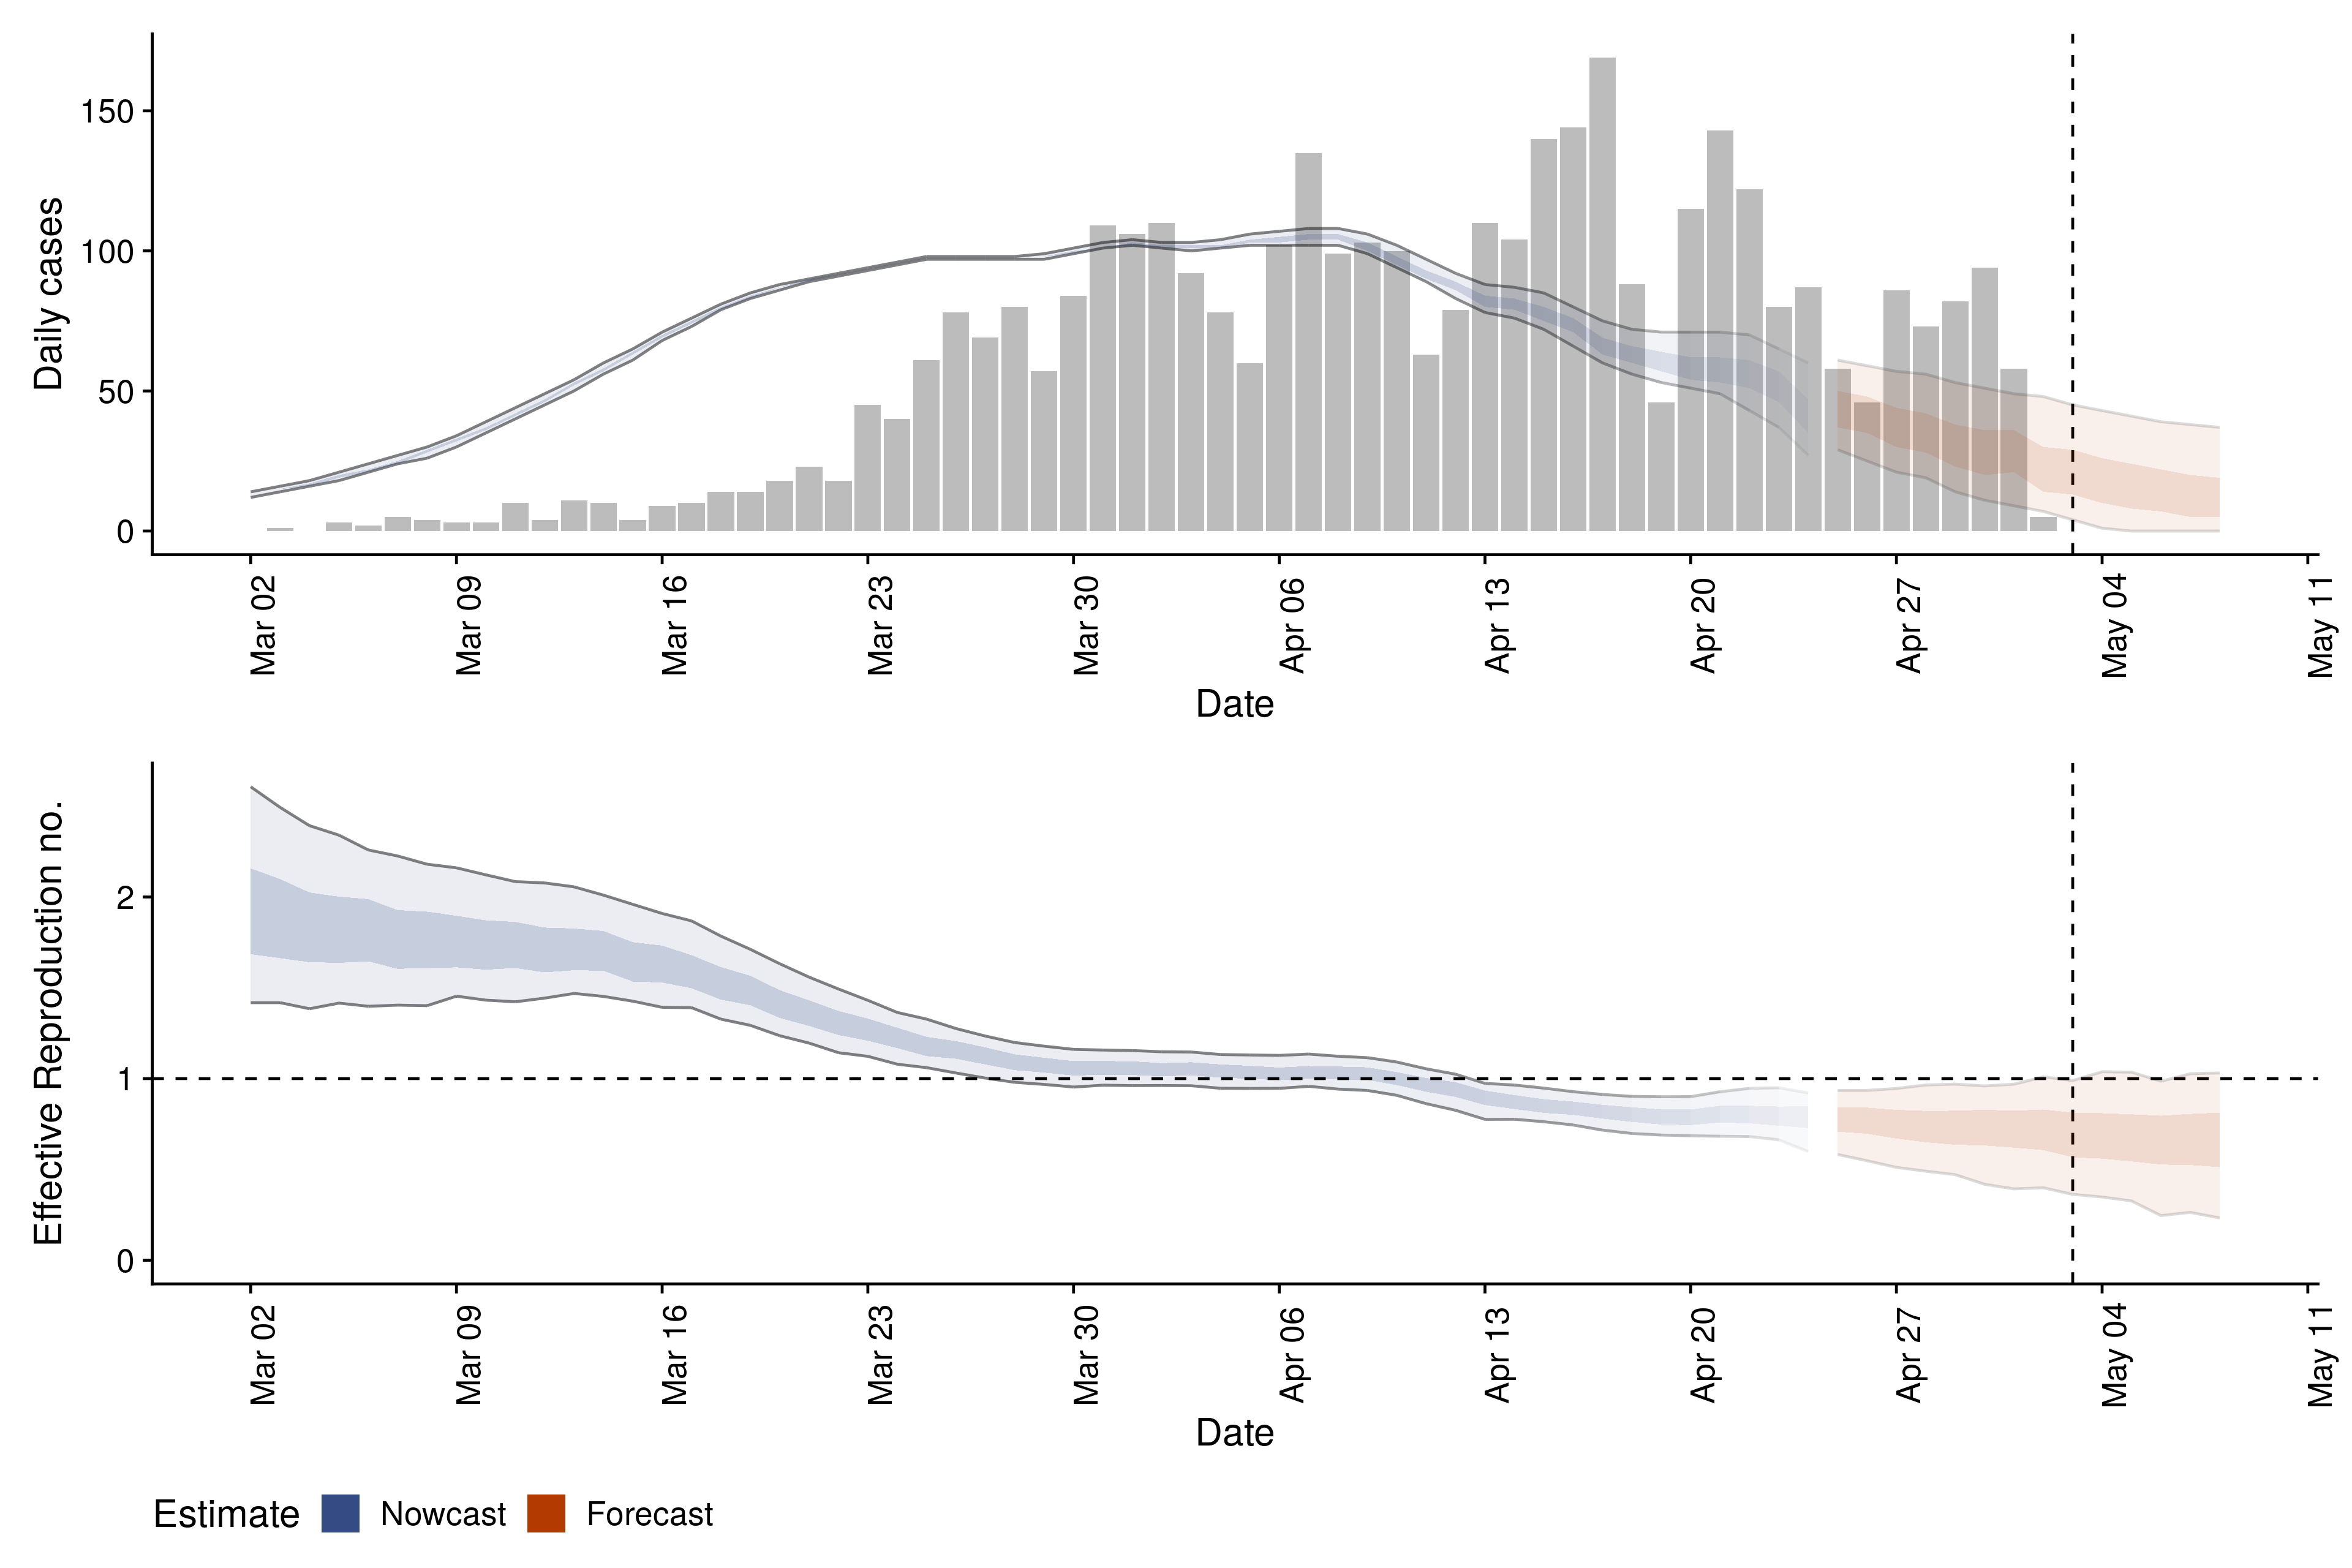 Daily cases
150
100
50
0
Mar 02
Mar 09
Mar 16
Mar 23
Mar 30
Apr 06
Apr 13
Apr 20
Apr 27
May 04
May 11
Date
Effective Reproduction no.
2
1
0
Mar 02
Mar 09
Mar 16
Mar 23
Mar 30
Apr 06
Apr 13
Apr 20
Apr 27
May 04
May 11
Date
Estimate Nowcast Forecast